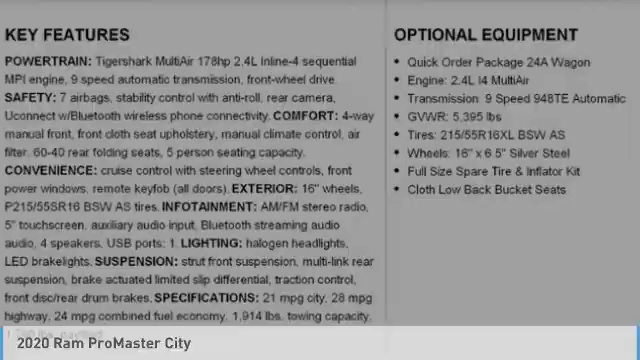 KEY FEATURES
POWERTRAIN: Tigershark MultiAir 178hp 2.4L Inline-4 sequential
MPI engine, 9 speed automatic transmission, front-wheel drive.
SAFETY: 7 airbags, stability control with anti-roll, rear camera,
Uconnect w/Bluetooth wireless phone connectivity. COMFORT: 4-way
manual front, front cloth seat upholstery, manual climate control, air
filter, 60-40 rear folding seats, 5 person seating capacity.
CONVENIENCE: cruise control with steering wheel controls, front
power windows, remote keyfob (all doors). EXTERIOR: 16" wheels,
P215/55SR16 BSW AS tires. INFOTAINMENT: AM/FM stereo radio,
5" touchscreen, auxiliary audio input, Bluetooth streaming audio
audio, 4 speakers, USB ports: 1. LIGHTING: halogen headlights,
LED brakelights. SUSPENSION: strut front suspension, multi-link rear
suspension, brake actuated limited slip differential, traction control,
front disc/rear drum brakes. SPECIFICATIONS: 21 mpg city, 28 mpg
highway, 24 mpg combined fuel economy, 1,914 lbs. towing capacity,
OPTIONAL EQUIPMENT
• Quick Order Package 24A Wagon
• Engine: 2.4L I4 MultiAir
• Transmission: 9 Speed 948TE Automatic
• GVWR: 5,395 lbs
• Tires: 215/55R16XL BSW AS
• Wheels: 16" x 6.5" Silver Steel
• Full Size Spare Tire & Inflator Kit
• Cloth Low Back Bucket Seats
2020 Ram ProMaster City